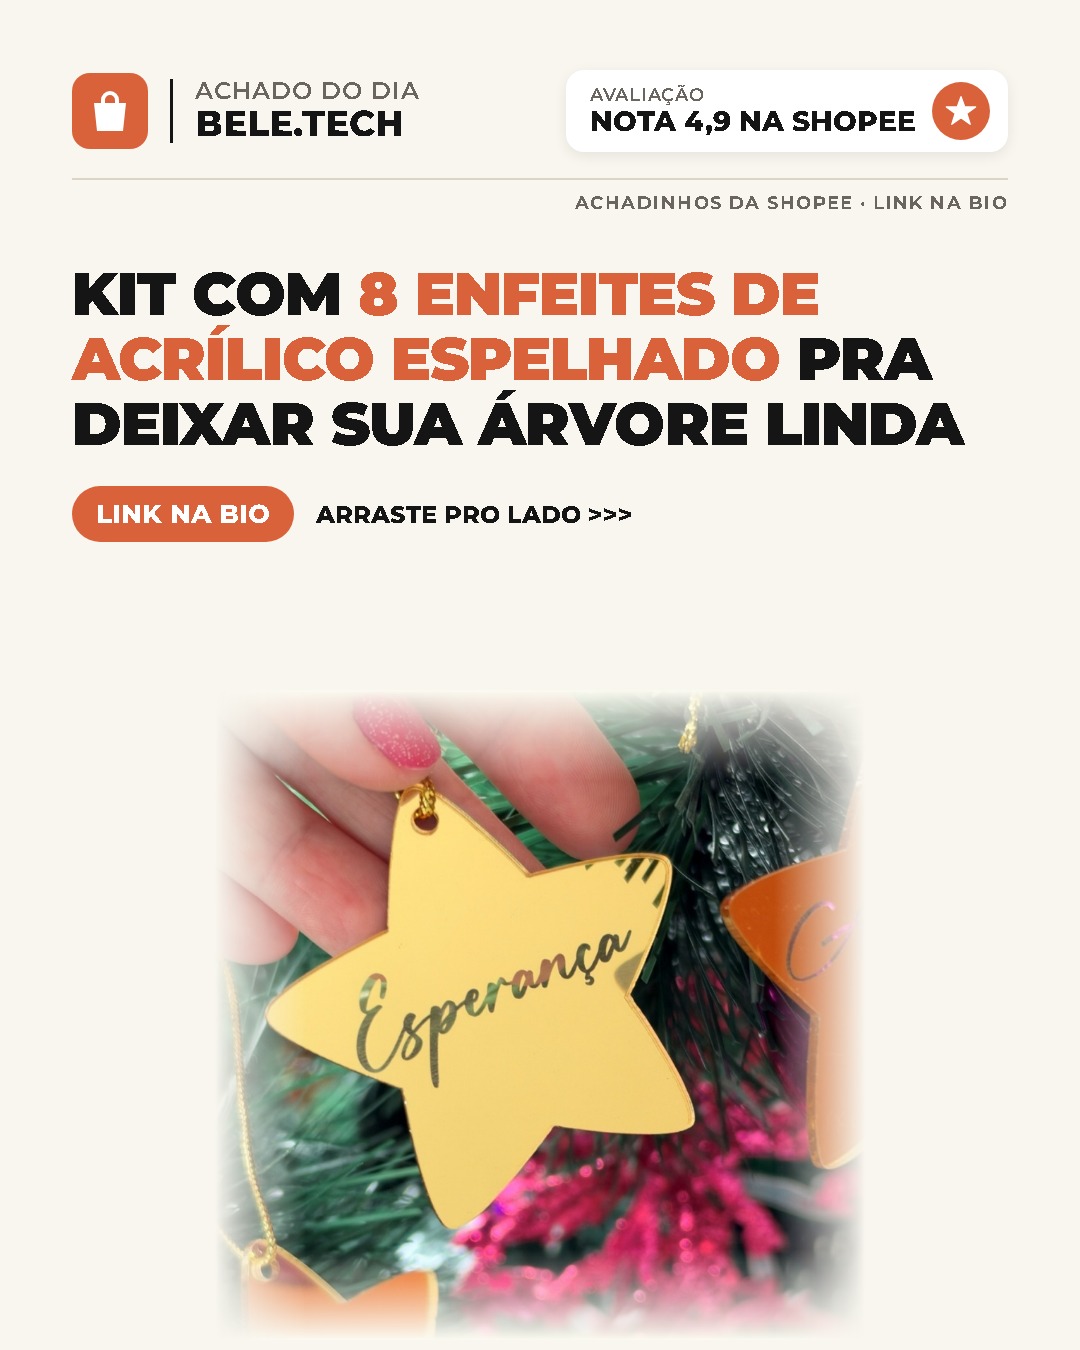 ACHADO DO DIA
BELE.TECH
AVALIAÇÃO
NOTA 4,9 NA SHOPEE
ACHADINHOS DA SHOPEE · LINK NA BIO
KIT COM 8 ENFEITES DE
ACRÍLICO ESPELHADO PRA
DEIXAR SUA ÁRVORE LINDA
LINK NA BIO
ARRASTE PRO LADO >>>
Esperança